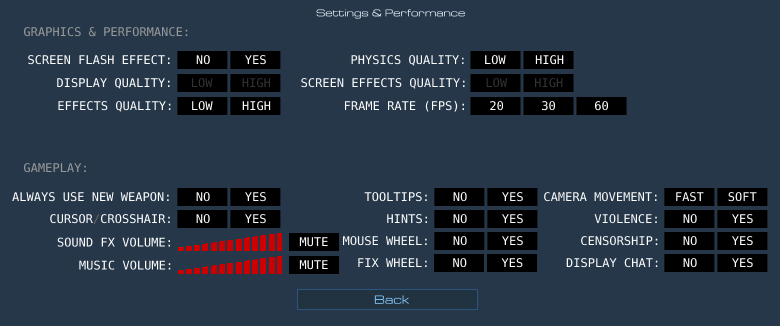 Settings & Performance
GRAPHICS & PERFORMANCE:
SCREEN FLASH EFFECT: NO YES PHYSICS QUALITY: LOW HIGH
DISPLAY QUALITY: LOW HIGH SCREEN EFFECTS QUALITY: LOW HIGH
EFFECTS QUALITY: LOW HIGH FRAME RATE (FPS): 20 30 60
GAMEPLAY:
ALWAYS USE NEW WEAPON: NO YES TOOLTIPS: NO YES CAMERA MOVEMENT: FAST SOFT
CURSOR/CROSSHAIR: NO YES HINTS: NO YES VIOLENCE: NO YES
SOUND FX VOLUME: MUTE MOUSE WHEEL: NO YES CENSORSHIP: NO YES
MUSIC VOLUME: MUTE FIX WHEEL: NO YES DISPLAY CHAT: NO YES
Back